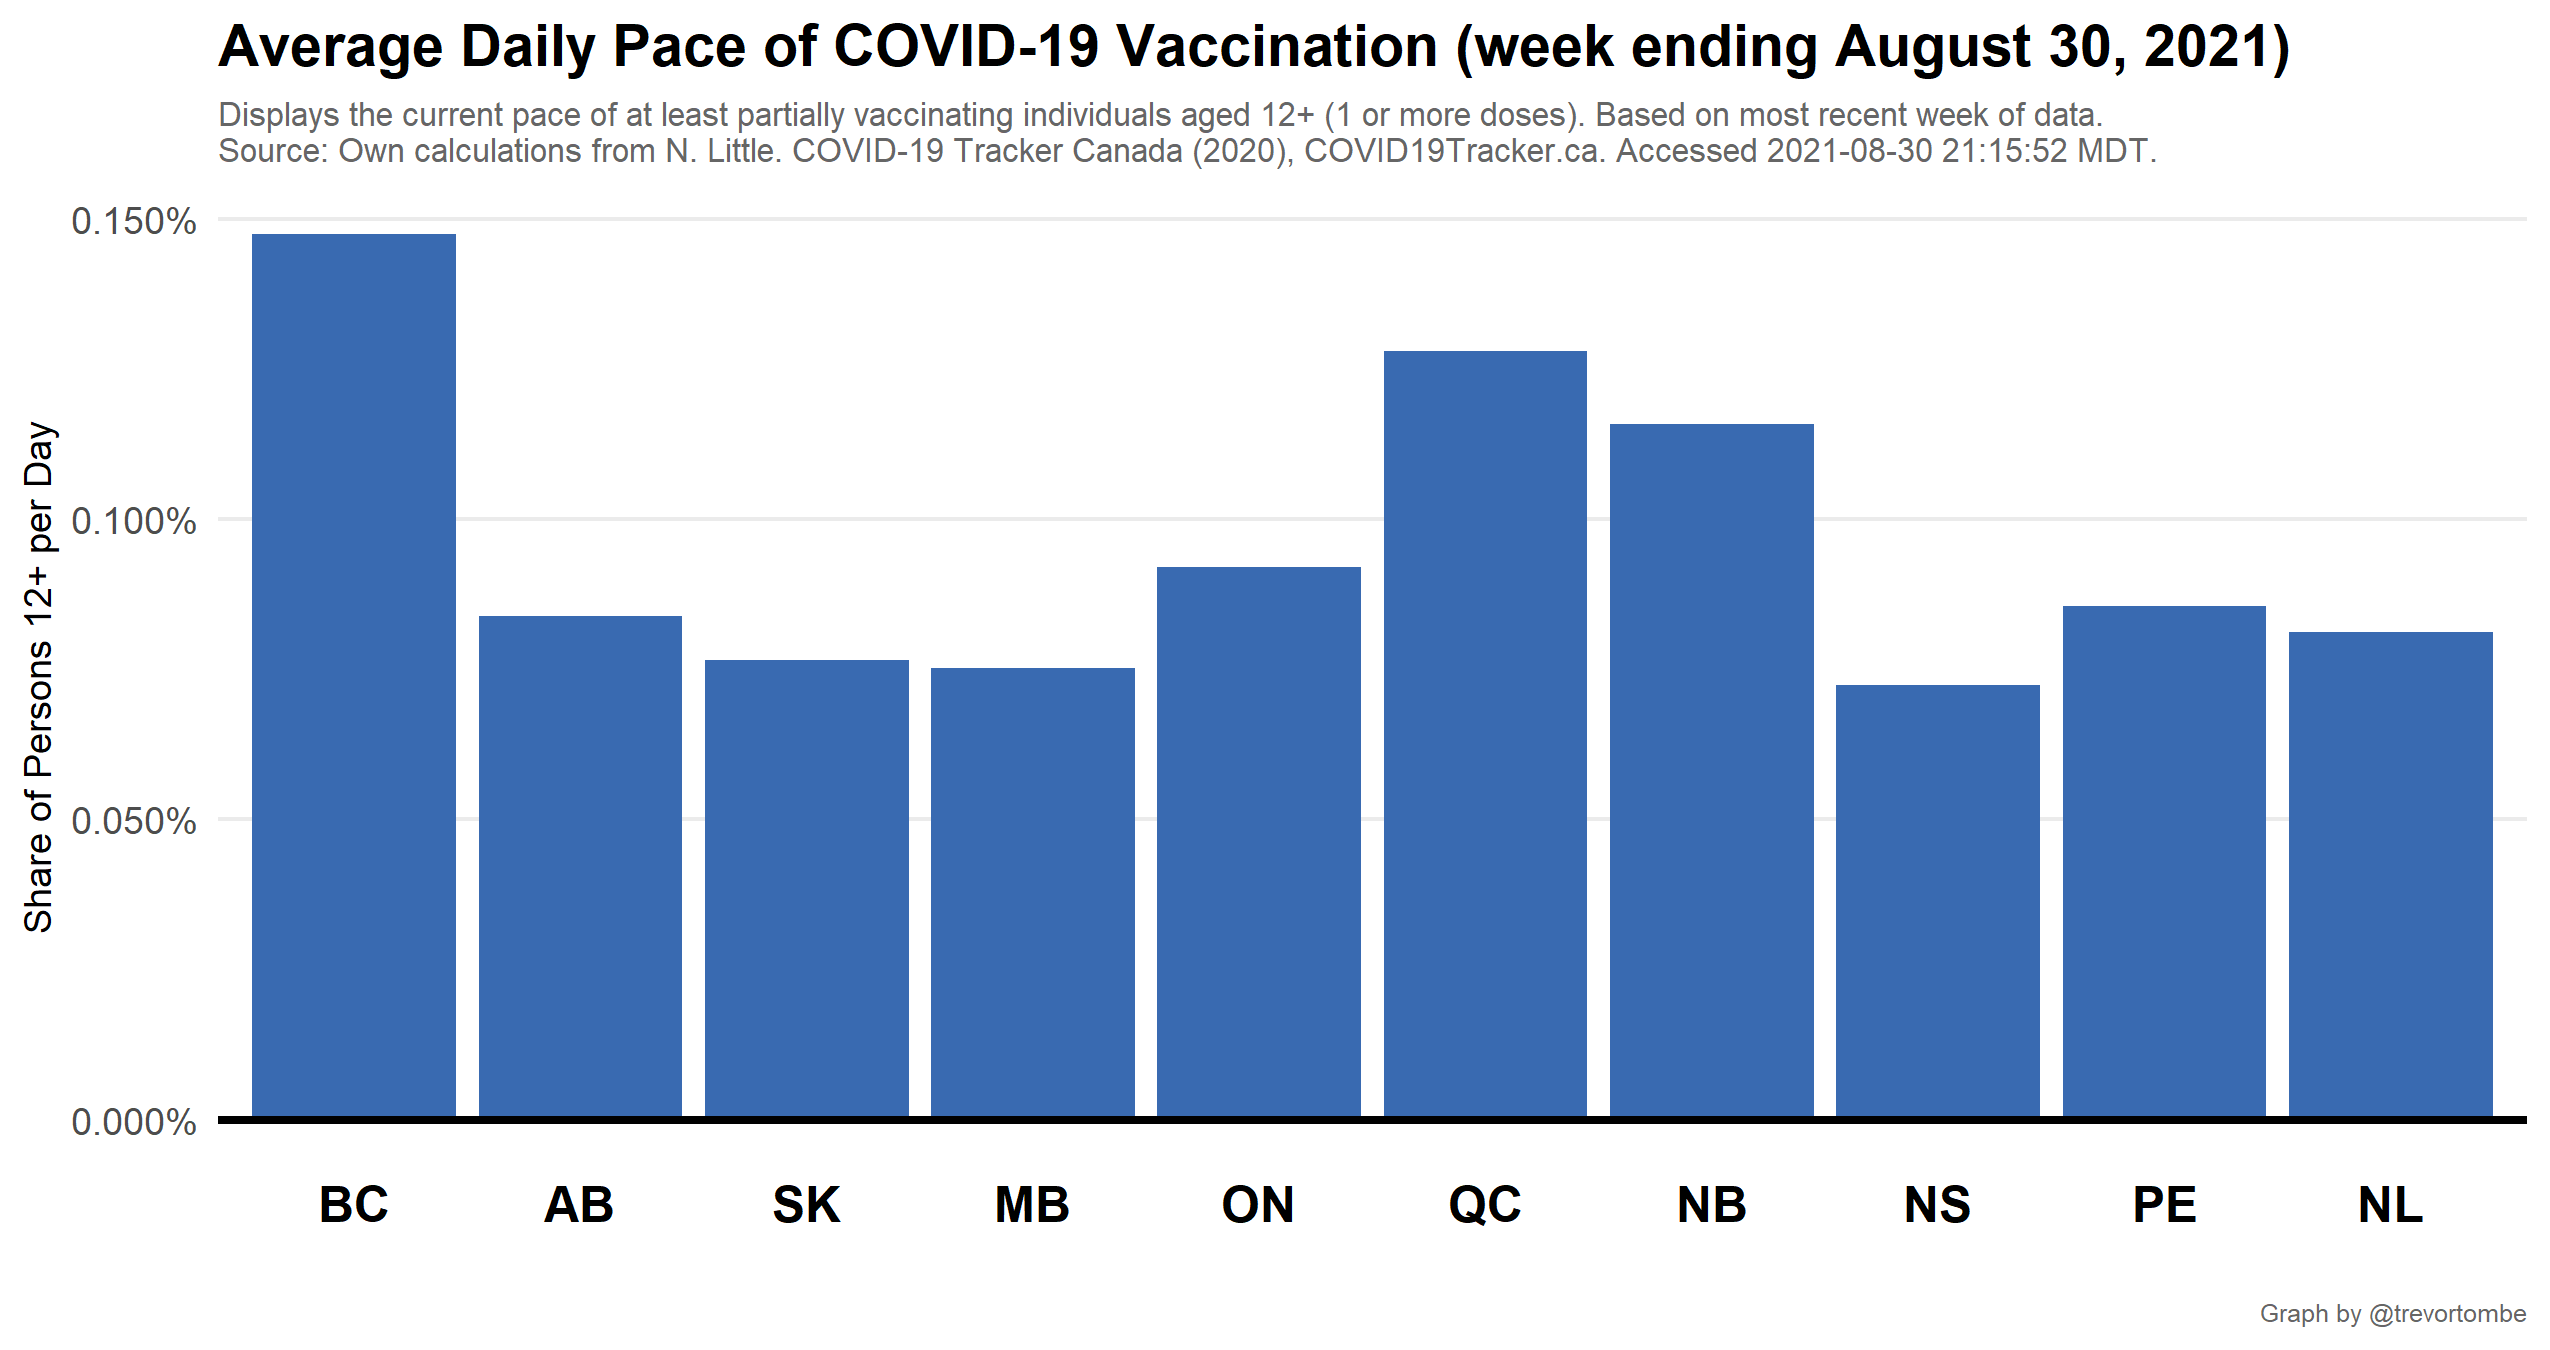 Average Daily Pace of COVID-19 Vaccination (week ending August 30, 2021)
Displays the current pace of at least partially vaccinating individuals aged 12+ (1 or more doses). Based on most recent week of data.
Source: Own calculations from N. Little. COVID-19 Tracker Canada (2020), COVID19Tracker.ca. Accessed 2021-08-30 21:15:52 MDT.
Share of Persons 12+ per Day
0.150%
0.100%
0.050%
0.000%
BC AB SK MB ON QC NB NS PE NL
Graph by @trevortombe